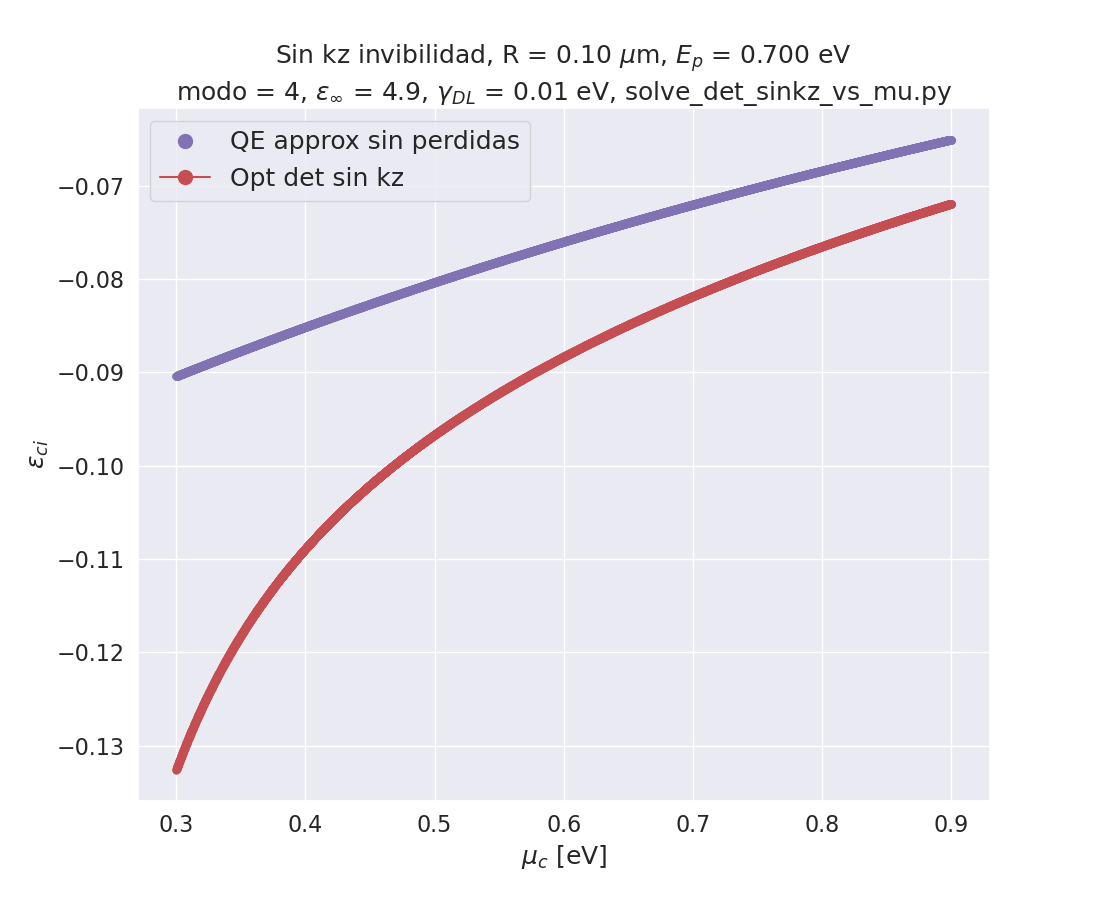 Sin kz invibilidad, R = 0.10 μm, E_p = 0.700 eV
modo = 4, ε_∞ = 4.9, γ_DL = 0.01 eV, solve_det_sinkz_vs_mu.py
QE approx sin perdidas
Opt det sin kz
−0.07
−0.08
−0.09
−0.10
−0.11
−0.12
−0.13
ε_ci
0.3 0.4 0.5 0.6 0.7 0.8 0.9
μ_c [eV]